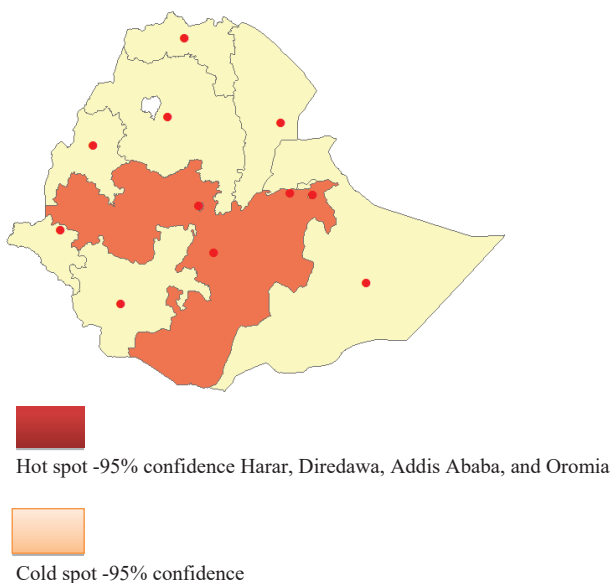 Hot spot -95% confidence Harar, Diredawa, Addis Ababa, and Oromia
Cold spot -95% confidence